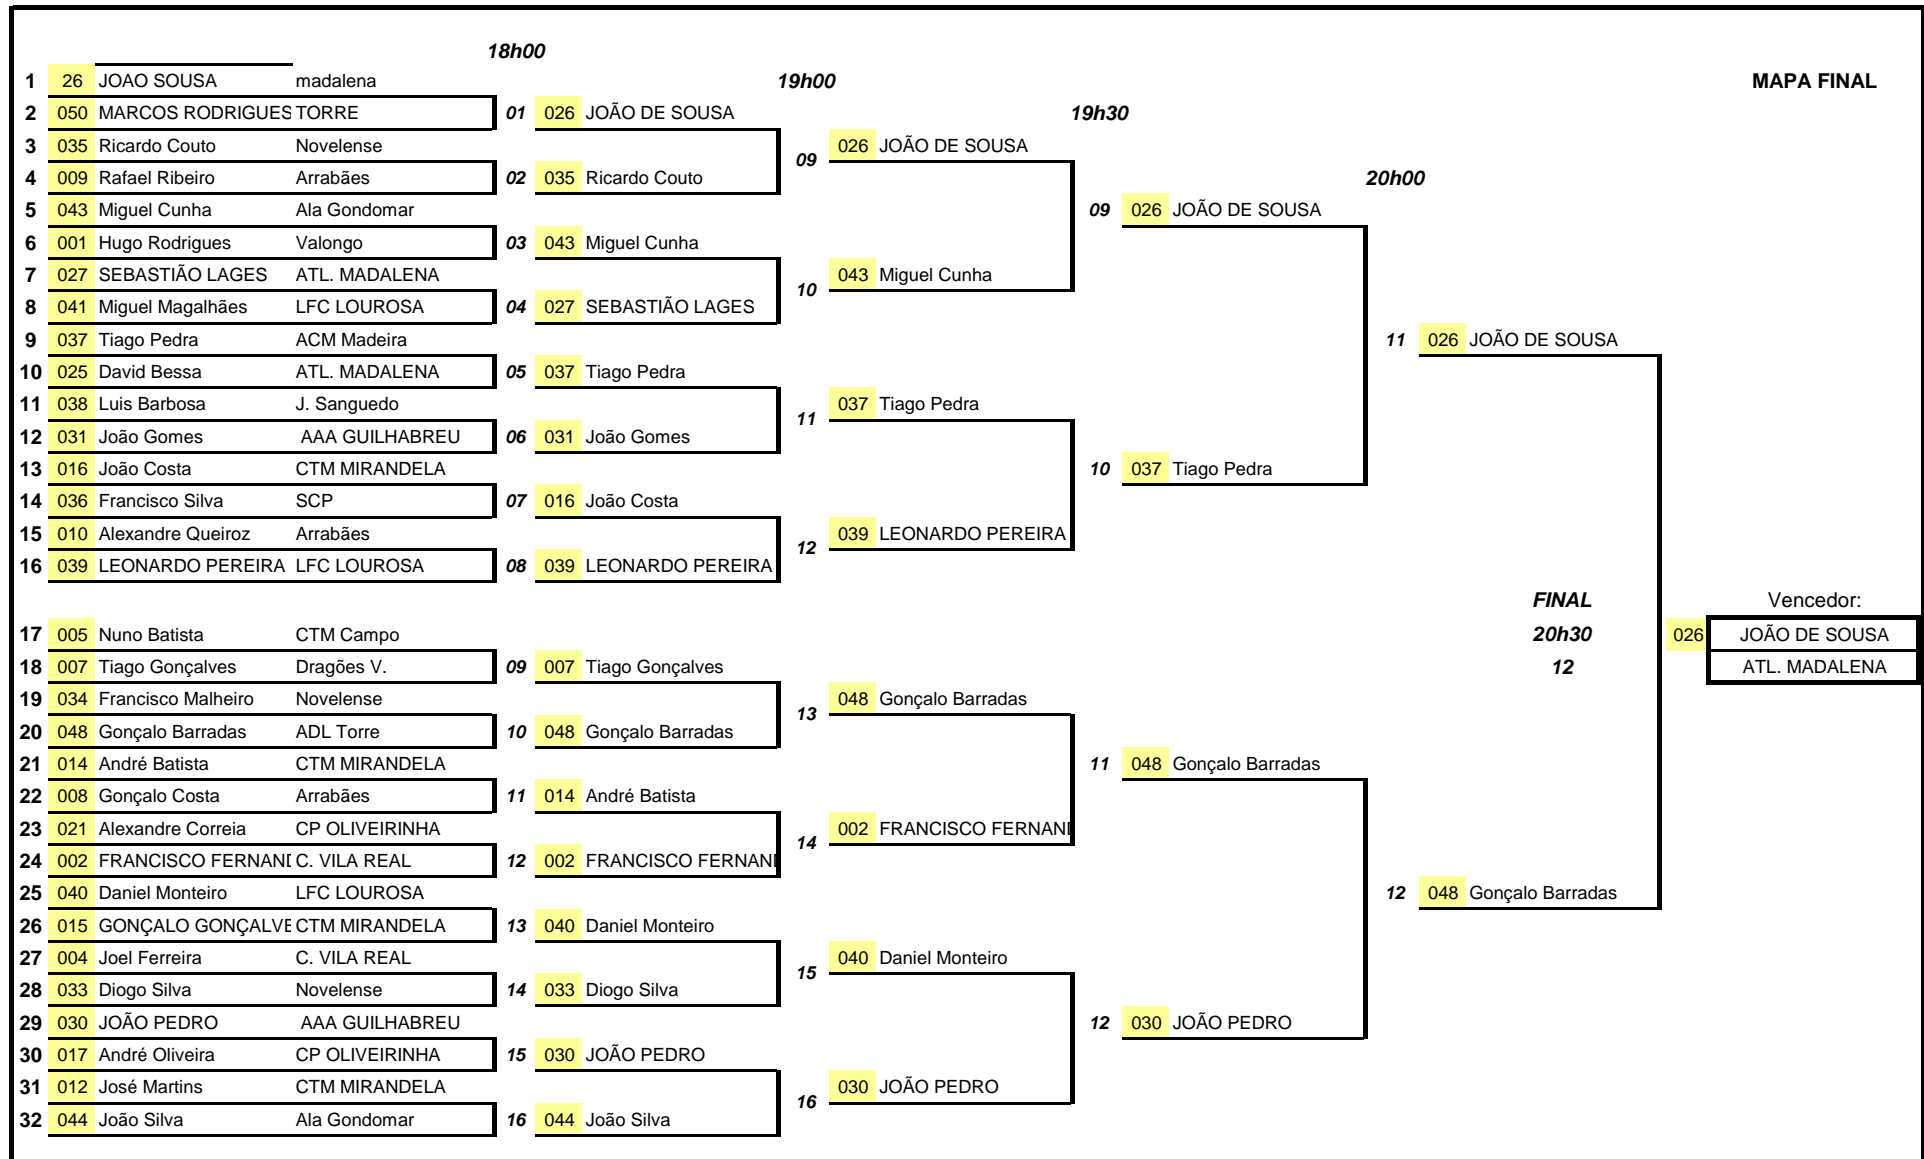 18h00
1 26 JOAO SOUSA madalena 19h00 MAPA FINAL
2 050 MARCOS RODRIGUES TORRE 01 026 JOÃO DE SOUSA 19h30
3 035 Ricardo Couto Novelense 026 JOÃO DE SOUSA
09
4 009 Rafael Ribeiro Arrabães 02 035 Ricardo Couto 20h00
5 043 Miguel Cunha Ala Gondomar 09 026 JOÃO DE SOUSA
6 001 Hugo Rodrigues Valongo 03 043 Miguel Cunha
7 027 SEBASTIÃO LAGES ATL. MADALENA 043 Miguel Cunha
10
8 041 Miguel Magalhães LFC LOUROSA 04 027 SEBASTIÃO LAGES
9 037 Tiago Pedra ACM Madeira 11 026 JOÃO DE SOUSA
10 025 David Bessa ATL. MADALENA 05 037 Tiago Pedra
11 038 Luis Barbosa J. Sanguedo 037 Tiago Pedra
11
12 031 João Gomes AAA GUILHABREU 06 031 João Gomes
13 016 João Costa CTM MIRANDELA 10 037 Tiago Pedra
14 036 Francisco Silva SCP 07 016 João Costa
15 010 Alexandre Queiroz Arrabães 039 LEONARDO PEREIRA
12
16 039 LEONARDO PEREIRA LFC LOUROSA 08 039 LEONARDO PEREIRA
FINAL Vencedor:
17 005 Nuno Batista CTM Campo 20h30 026 JOÃO DE SOUSA
18 007 Tiago Gonçalves Dragões V. 09 007 Tiago Gonçalves 12 ATL. MADALENA
19 034 Francisco Malheiro Novelense 048 Gonçalo Barradas
13
20 048 Gonçalo Barradas ADL Torre 10 048 Gonçalo Barradas
21 014 André Batista CTM MIRANDELA 11 048 Gonçalo Barradas
22 008 Gonçalo Costa Arrabães 11 014 André Batista
23 021 Alexandre Correia CP OLIVEIRINHA 002 FRANCISCO FERNAND
14
24 002 FRANCISCO FERNAND C. VILA REAL 12 002 FRANCISCO FERNAND
25 040 Daniel Monteiro LFC LOUROSA 12 048 Gonçalo Barradas
26 015 GONÇALO GONÇALVE CTM MIRANDELA 13 040 Daniel Monteiro
27 004 Joel Ferreira C. VILA REAL 040 Daniel Monteiro
15
28 033 Diogo Silva Novelense 14 033 Diogo Silva
29 030 JOÃO PEDRO AAA GUILHABREU 12 030 JOÃO PEDRO
30 017 André Oliveira CP OLIVEIRINHA 15 030 JOÃO PEDRO
31 012 José Martins CTM MIRANDELA 030 JOÃO PEDRO
16
32 044 João Silva Ala Gondomar 16 044 João Silva